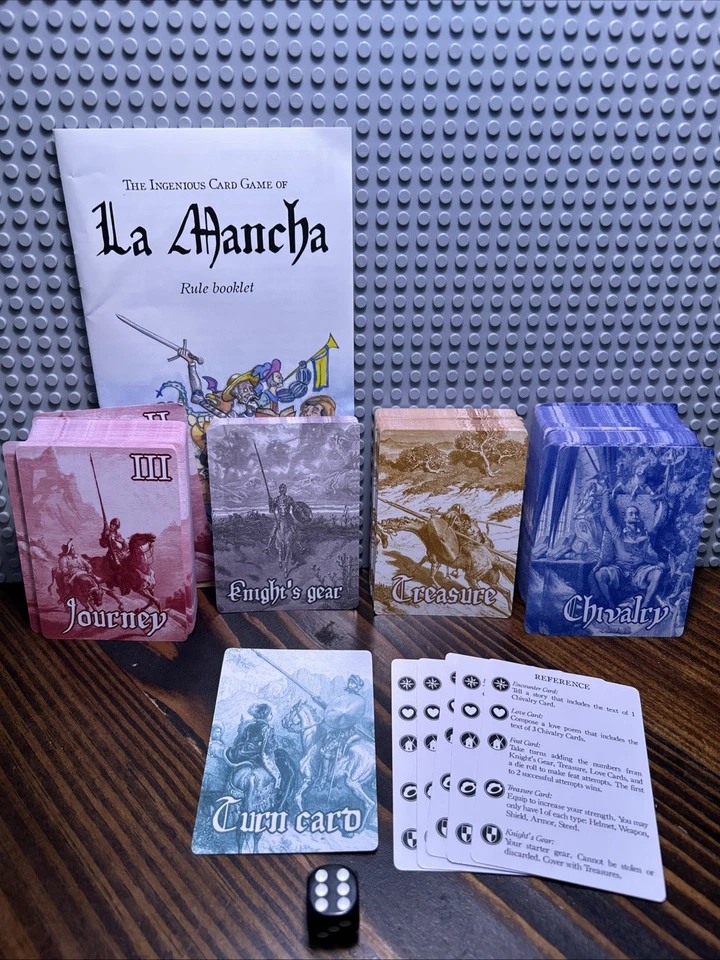 The Ingenious Card Game of
La Mancha
Rule booklet
II
III
Journey
Knight's gear
Treasure
Chivalry
Turn card
REFERENCE
Encounter Card:
Tell a story that includes the text of 1
Chivalry Card.
Love Card:
Compose a love poem that includes the
text of 3 Chivalry Cards.
Feat Card:
Take turns adding the numbers from
Knight's Gear, Treasure, Love Cards, and
a die roll to make feat attempts. The first
to 2 successful attempts wins.
Treasure Card:
Equip to increase your strength. You may
only have 1 of each type: Helmet, Weapon,
Shield, Armor, Steed.
Knight's Gear:
Your starter gear. Cannot be stolen or
discarded. Cover with Treasures.